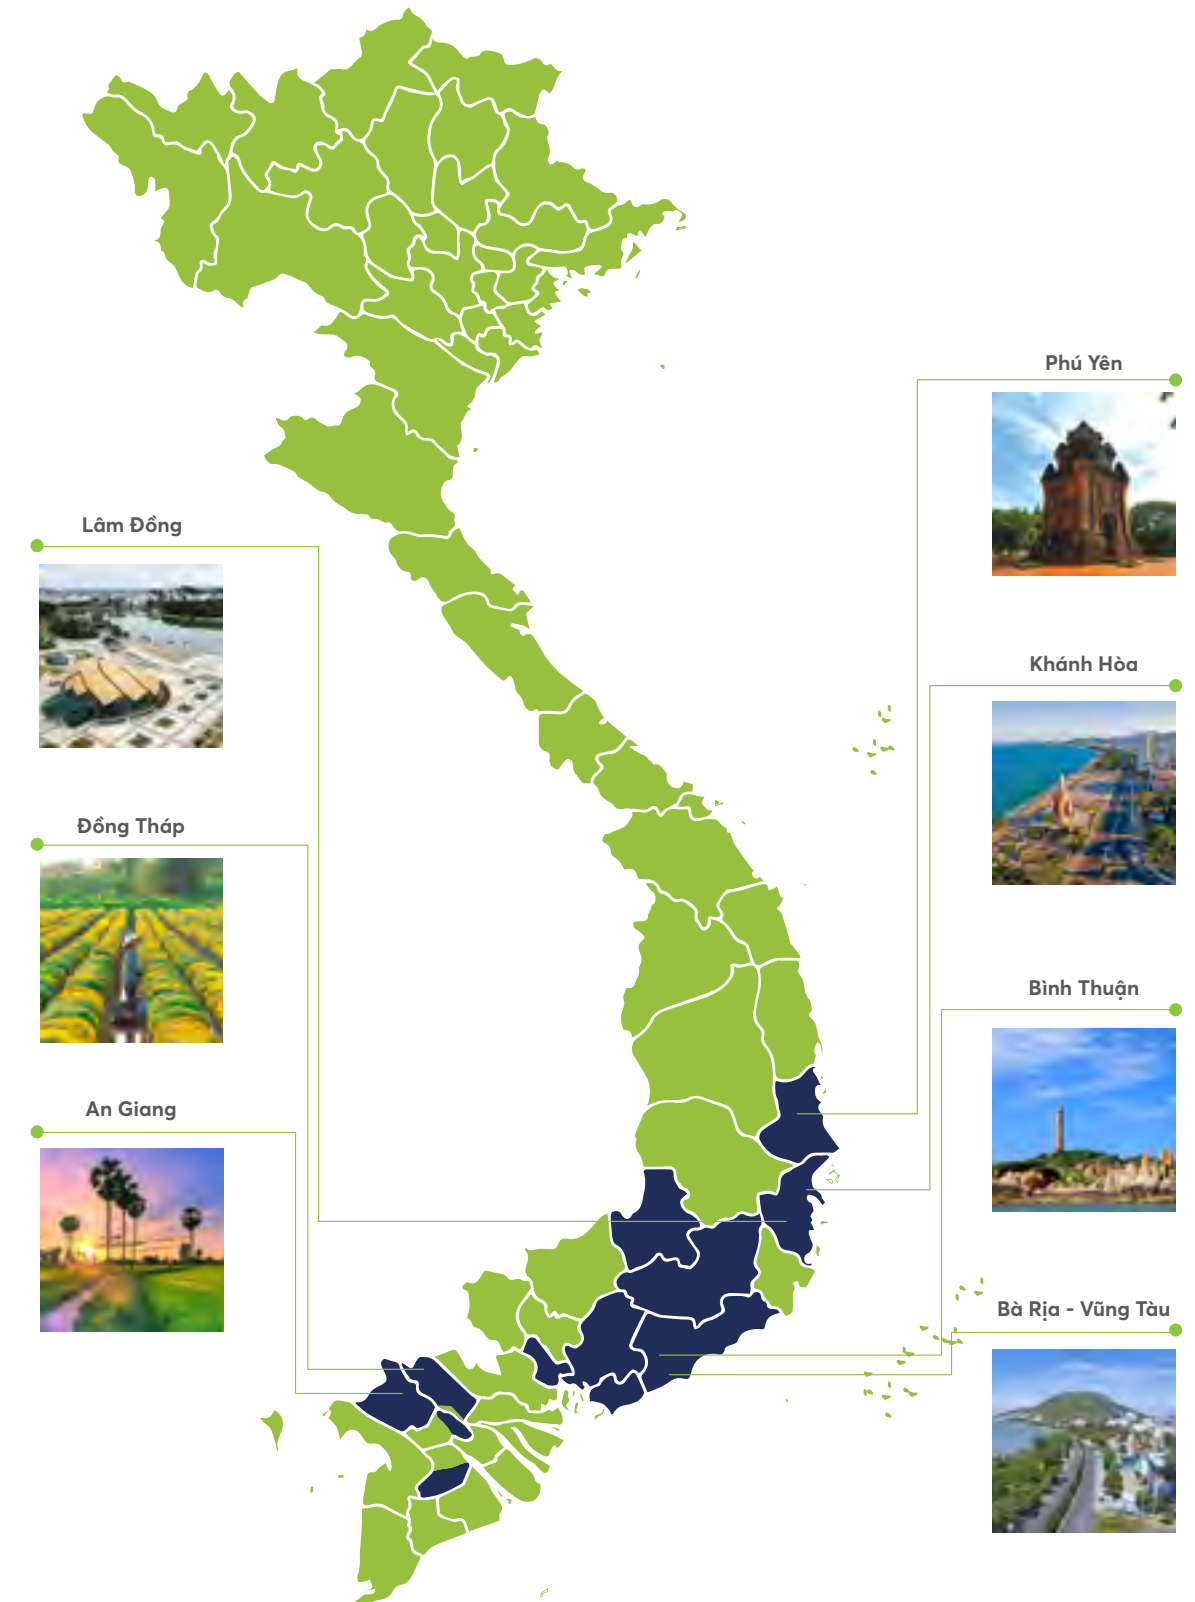 Phú Yên
Lâm Đồng
Khánh Hòa
Đồng Tháp
Bình Thuận
An Giang
Bà Rịa - Vũng Tàu